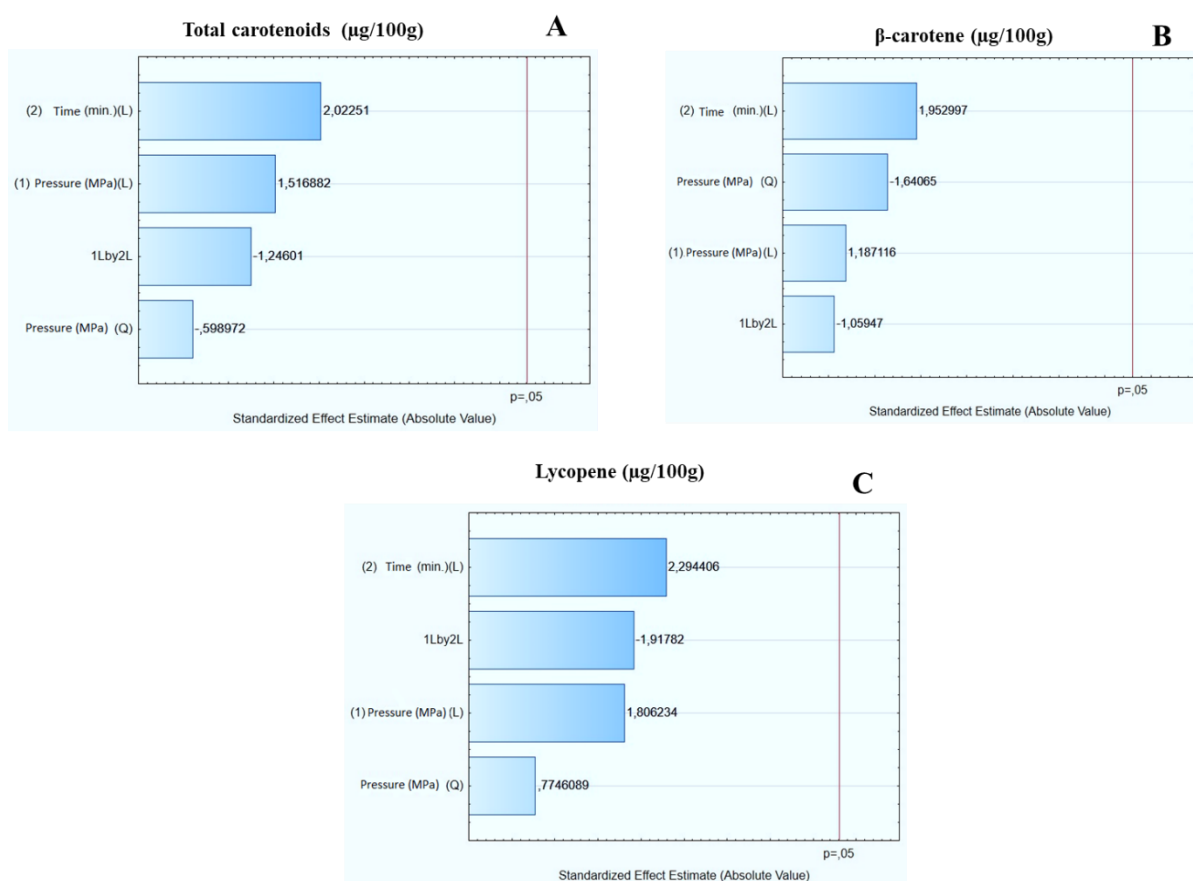 Total carotenoids (µg/100g)
A
(2) Time (min.)(L)
2,02251
(1) Pressure (MPa)(L)
1,516882
1Lby2L
-1,24601
Pressure (MPa) (Q)
-,598972
p=,05
Standardized Effect Estimate (Absolute Value)
β-carotene (µg/100g)
B
(2) Time (min.)(L)
1,952997
Pressure (MPa) (Q)
-1,64065
(1) Pressure (MPa)(L)
1,187116
1Lby2L
-1,05947
p=,05
Standardized Effect Estimate (Absolute Value)
Lycopene (µg/100g)
C
(2) Time (min.)(L)
2,294406
1Lby2L
-1,91782
(1) Pressure (MPa) (L)
1,806234
Pressure (MPa) (Q)
,7746089
p=,05
Standardized Effect Estimate (Absolute Value)